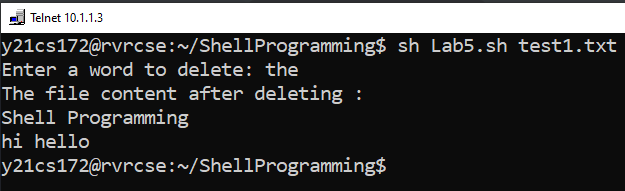 Telnet 10.1.1.3
y21cs172@rvrcse:~/ShellProgramming$ sh Lab5.sh test1.txt
Enter a word to delete: the
The file content after deleting :
Shell Programming
hi hello
y21cs172@rvrcse:~/ShellProgramming$